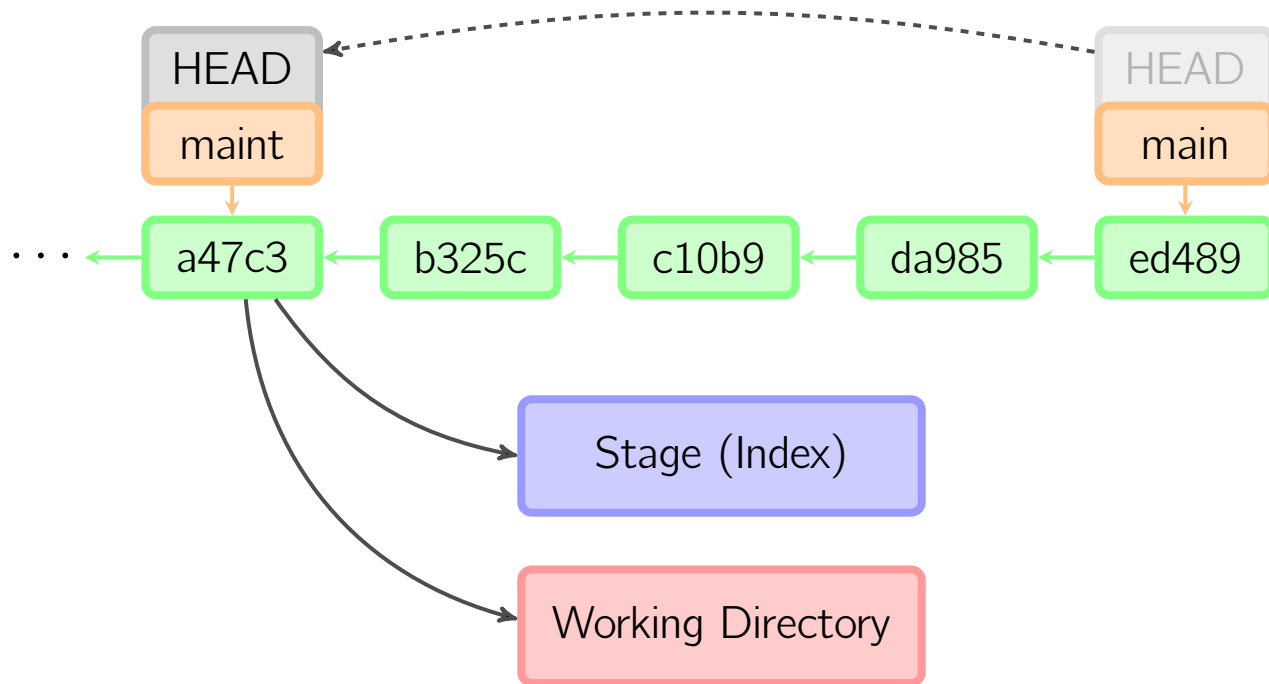 HEAD HEAD
maint main
... a47c3 b325c c10b9 da985 ed489
Stage (Index)
Working Directory